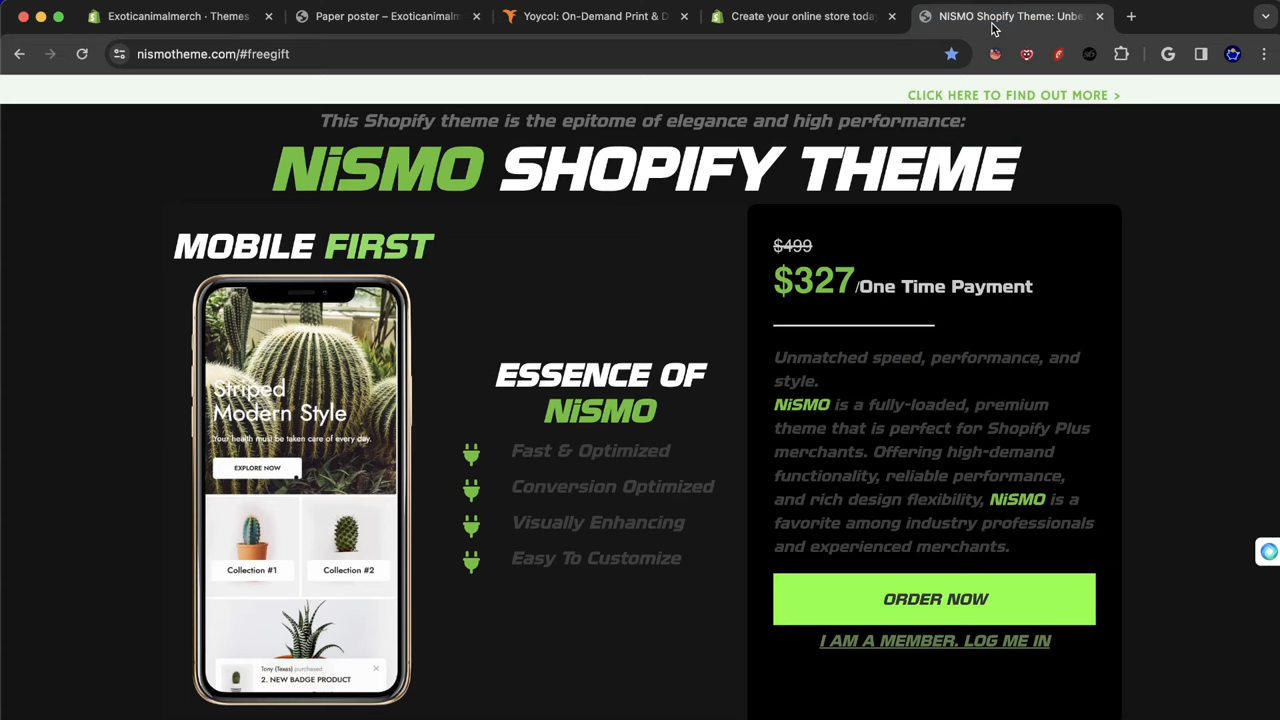 Exoticanimalmerch · Themes
Paper poster – Exoticanimalm
Yoycol: On-Demand Print & D
Create your online store toda
NISMO Shopify Theme: Unbe
nismotheme.com/#freegift
CLICK HERE TO FIND OUT MORE >
This Shopify theme is the epitome of elegance and high performance:
NiSMO SHOPIFY THEME
MOBILE FIRST
Striped
Modern Style
Your health must be taken care of every day.
EXPLORE NOW
Collection #1
Collection #2
Tony (Texas) purchased
2. NEW BADGE PRODUCT
ESSENCE OF
NiSMO
Fast & Optimized
Conversion Optimized
Visually Enhancing
Easy To Customize
$499
$327/One Time Payment
Unmatched speed, performance, and
style.
NiSMO is a fully-loaded, premium
theme that is perfect for Shopify Plus
merchants. Offering high-demand
functionality, reliable performance,
and rich design flexibility, NiSMO is a
favorite among industry professionals
and experienced merchants.
ORDER NOW
I AM A MEMBER. LOG ME IN